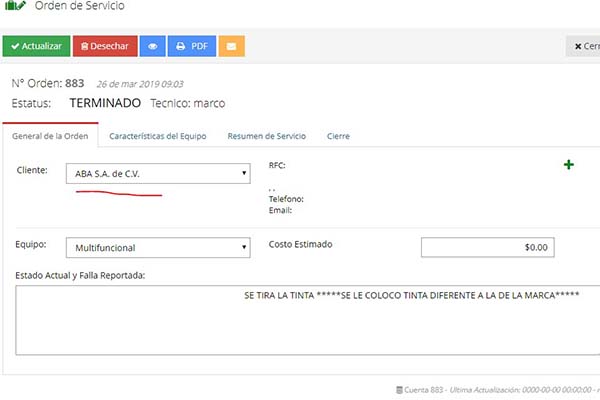 Orden de Servicio
Actualizar Desechar PDF
N° Orden: 883 26 de mar 2019 09:03
Estatus: TERMINADO Tecnico: marco
General de la Orden Características del Equipo Resumen de Servicio Cierre
Cliente: ABA S.A. de C.V. RFC:
, ,
Telefono:
Email:
Equipo: Multifuncional Costo Estimado $0.00
Estado Actual y Falla Reportada:
SE TIRA LA TINTA *****SE LE COLOCO TINTA DIFERENTE A LA DE LA MARCA*****
Cuenta 883 - Ultima Actualización: 0000-00-00 00:00:00 -